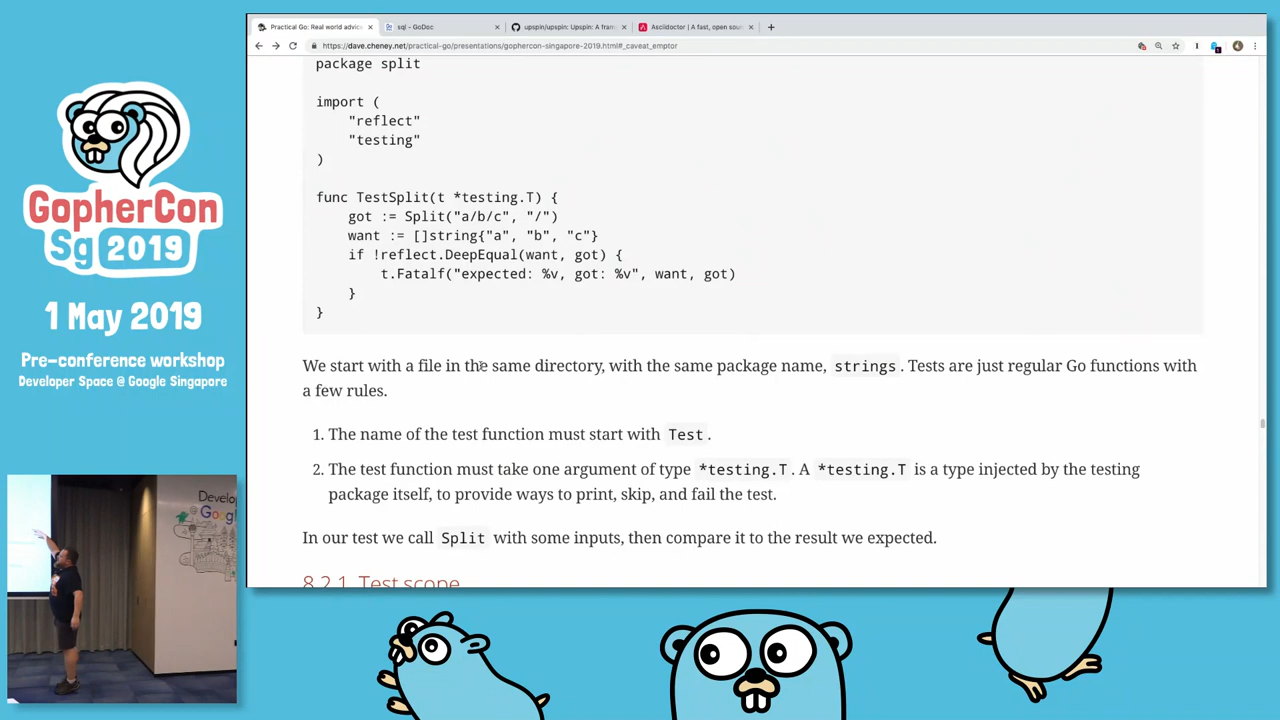 Practical Go: Real world advic
sql - GoDoc
upspin/upspin: Upspin: A fram
Asciidoctor | A fast, open sou
https://dave.cheney.net/practical-go/presentations/gophercon-singapore-2019.html#_caveat_emptor
package split
import (
"reflect"
"testing"
)
func TestSplit(t *testing.T) {
got := Split("a/b/c", "/")
want := []string{"a", "b", "c"}
if !reflect.DeepEqual(want, got) {
t.Fatalf("expected: %v, got: %v", want, got)
}
}
We start with a file in the same directory, with the same package name, strings. Tests are just regular Go functions with
a few rules.
1. The name of the test function must start with Test.
2. The test function must take one argument of type *testing.T. A *testing.T is a type injected by the testing
package itself, to provide ways to print, skip, and fail the test.
In our test we call Split with some inputs, then compare it to the result we expected.
8.2.1. Test scope
GopherCon
Sg 2019
1 May 2019
Pre-conference workshop
Developer Space @ Google Singapore
Develop
Goog